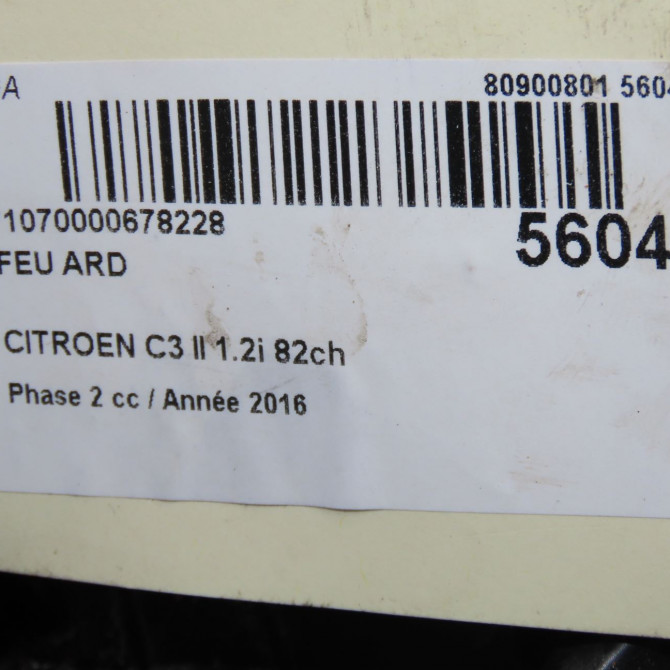 A 80900801 5604
1070000678228 5604
FEU ARD
CITROEN C3 II 1.2i 82ch
Phase 2 cc / Année 2016